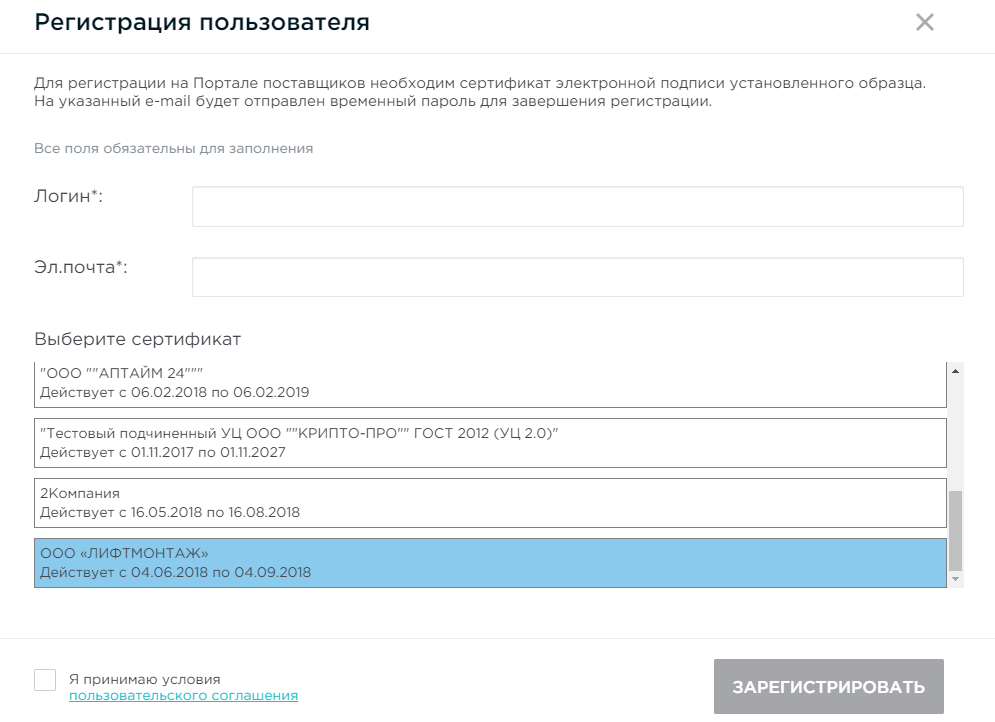 Регистрация пользователя
Для регистрации на Портале поставщиков необходим сертификат электронной подписи установленного образца.
На указанный e-mail будет отправлен временный пароль для завершения регистрации.
Все поля обязательны для заполнения
Логин*:
Эл.почта*:
Выберите сертификат
"ООО ""АПТАЙМ 24"""
Действует с 06.02.2018 по 06.02.2019
"Тестовый подчиненный УЦ ООО ""КРИПТО-ПРО"" ГОСТ 2012 (УЦ 2.0)"
Действует с 01.11.2017 по 01.11.2027
2Компания
Действует с 16.05.2018 по 16.08.2018
ООО «ЛИФТМОНТАЖ»
Действует с 04.06.2018 по 04.09.2018
Я принимаю условия
пользовательского соглашения
ЗАРЕГИСТРИРОВАТЬ